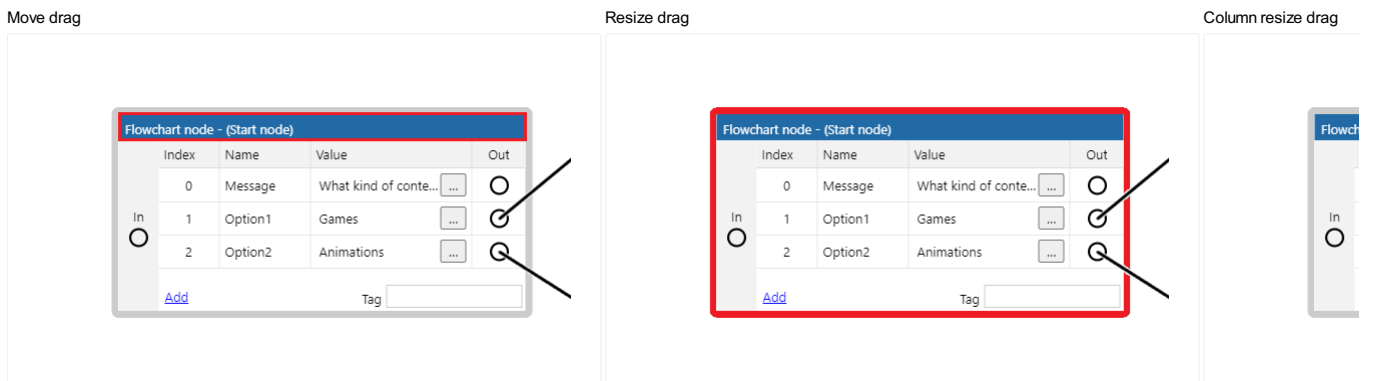 Move drag
Flowchart node - (Start node)
Index Name Value Out
0 Message What kind of conte... ...
In
1 Option1 Games ...
2 Option2 Animations ...
Add Tag
Resize drag
Flowchart node - (Start node)
Index Name Value Out
0 Message What kind of conte... ...
In
1 Option1 Games ...
2 Option2 Animations ...
Add Tag
Column resize drag
Flowch
In